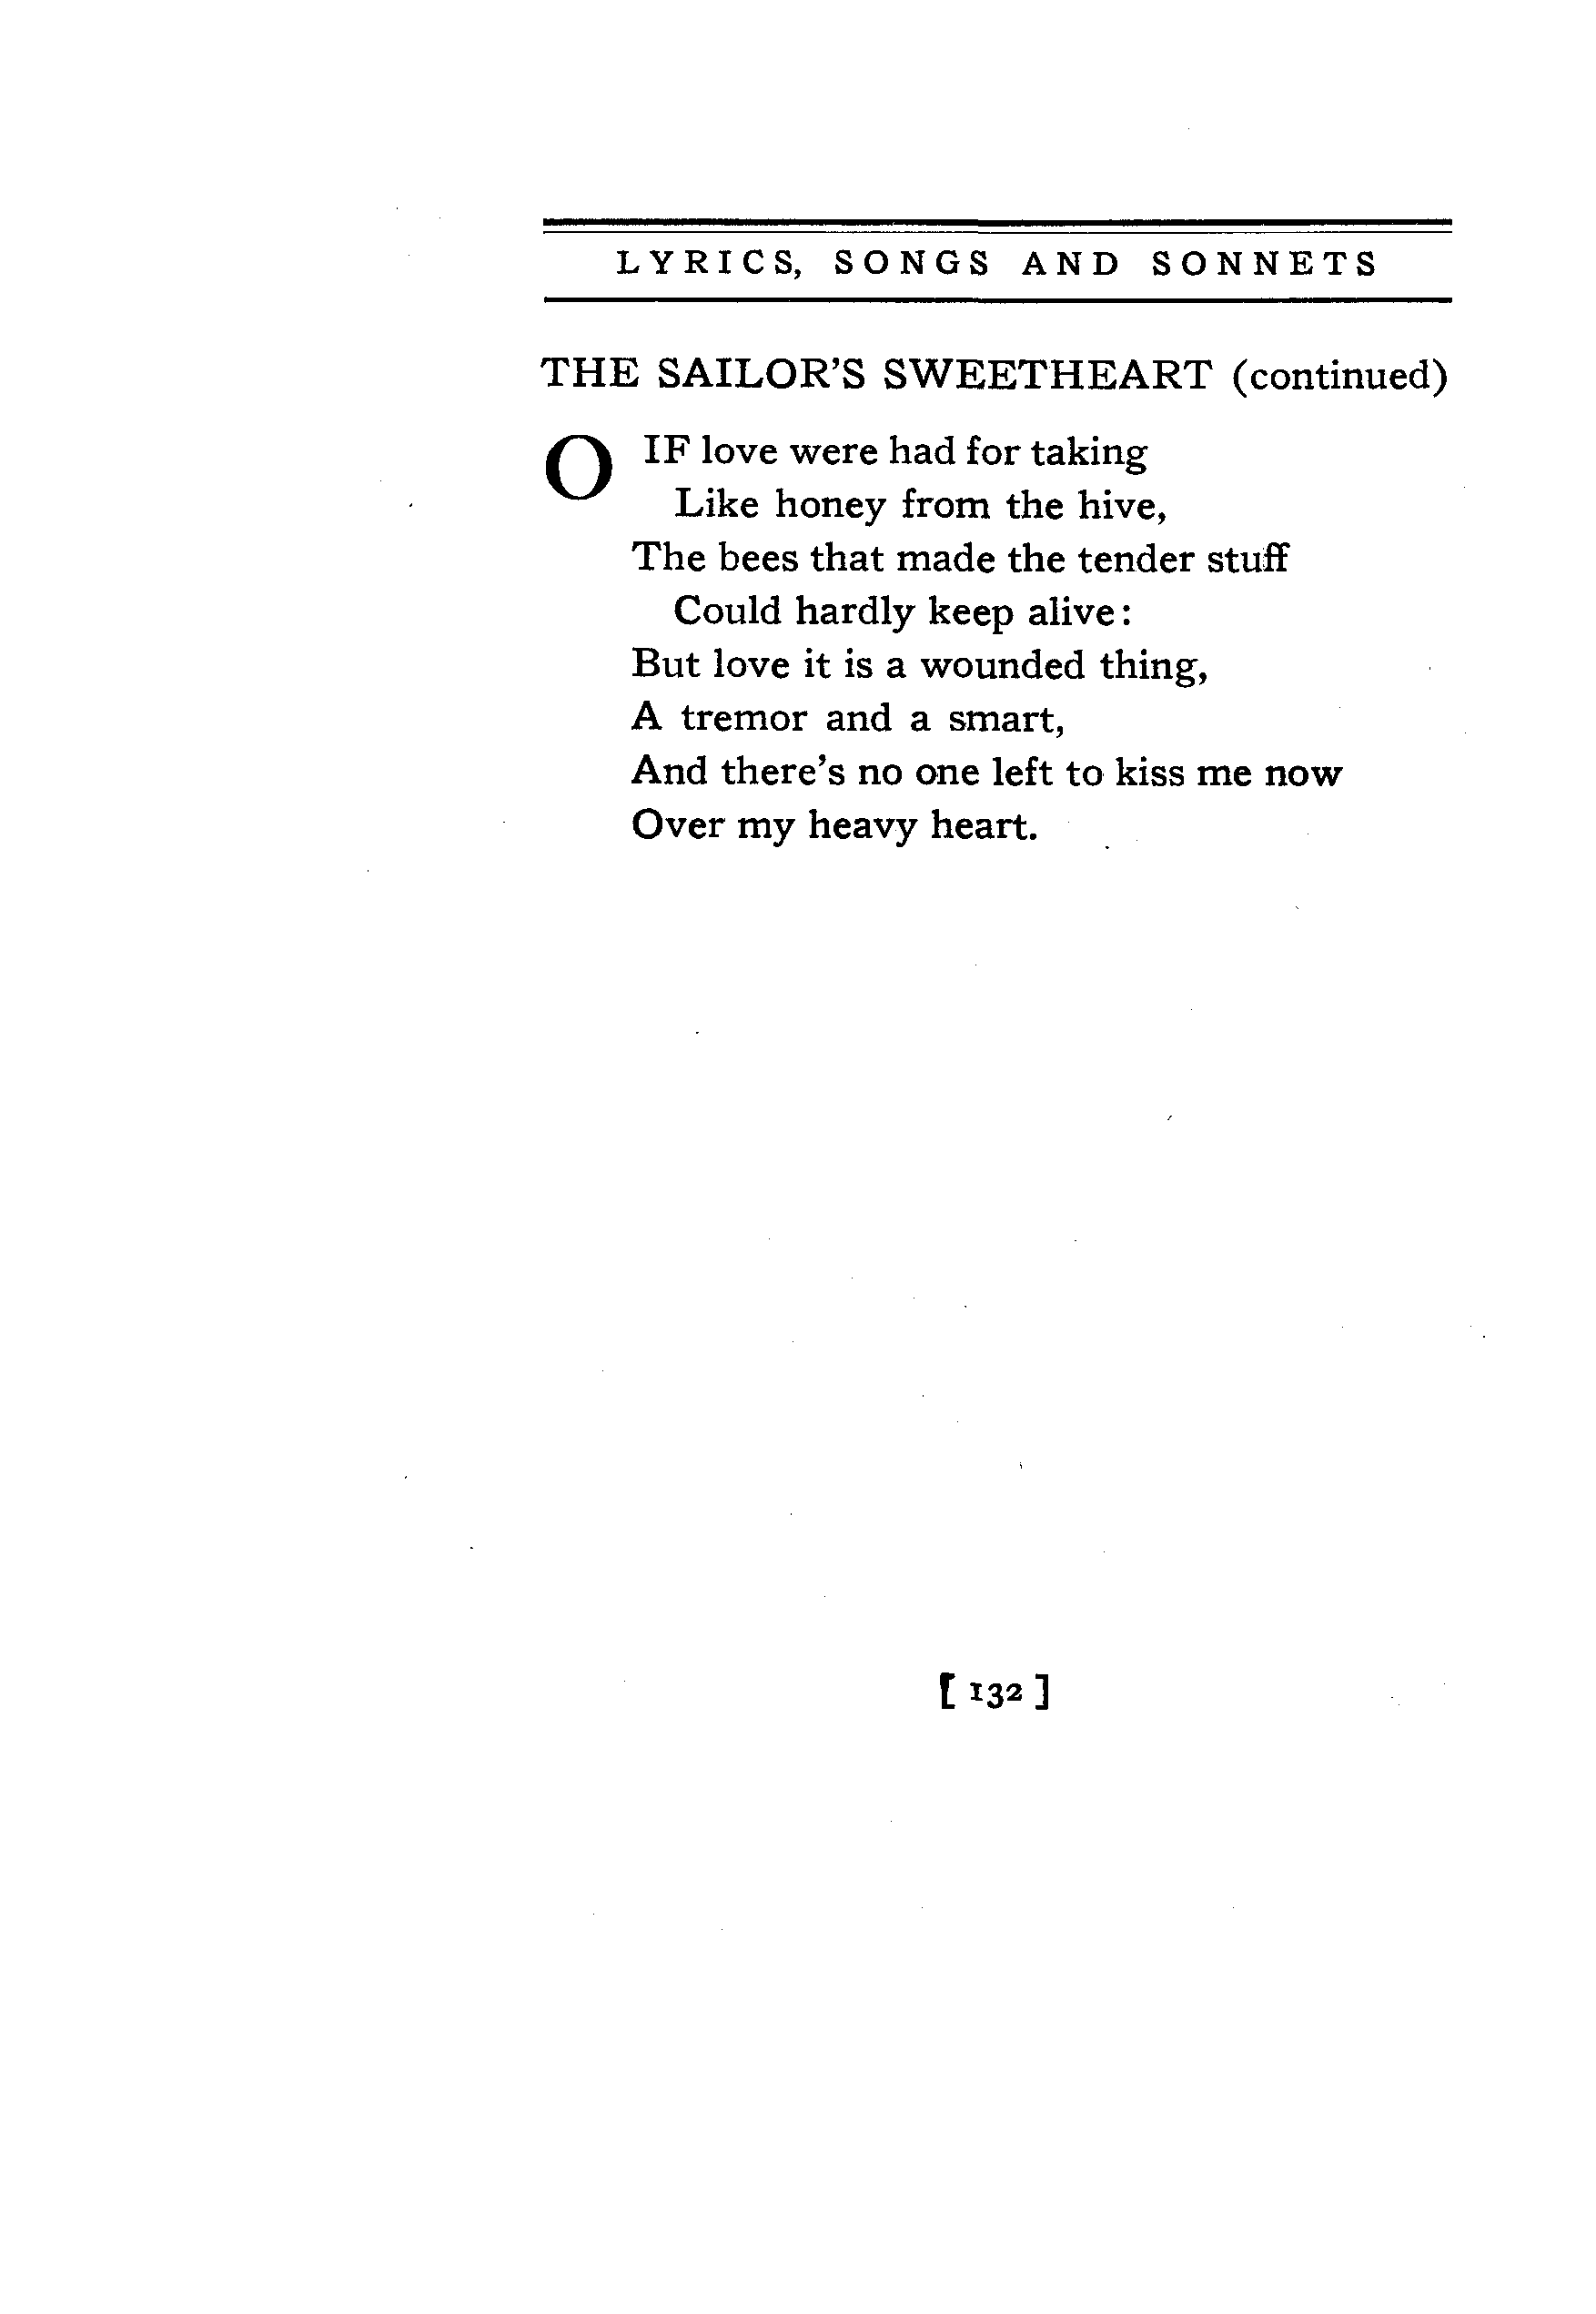 LYRICS, SONGS AND SONNETS
THE SAILOR'S SWEETHEART (continued)
O IF love were had for taking
Like honey from the hive,
The bees that made the tender stuff
Could hardly keep alive:
But love it is a wounded thing,
A tremor and a smart,
And there's no one left to kiss me now
Over my heavy heart.
[ 132 ]